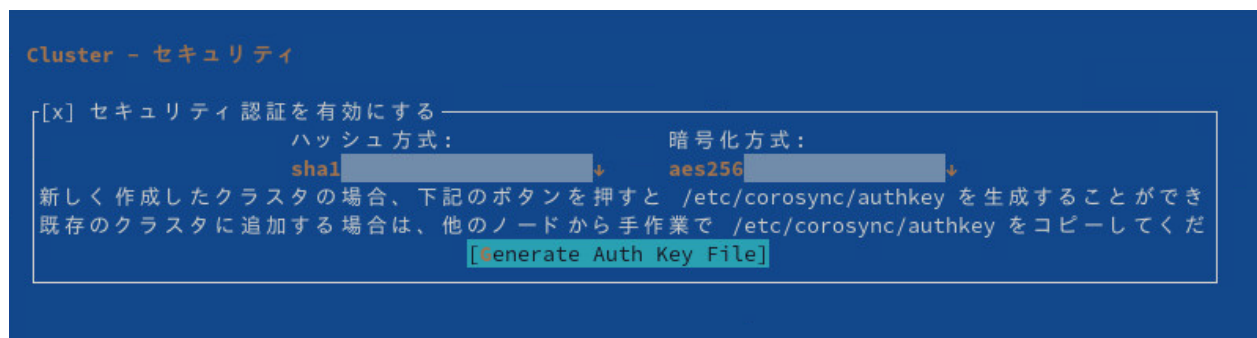 Cluster - セキュリティ
[x] セキュリティ認証を有効にする
ハッシュ方式: 暗号化方式:
sha1 ↓ aes256 ↓
新しく作成したクラスタの場合、下記のボタンを押すと /etc/corosync/authkey を生成することができ
既存のクラスタに追加する場合は、他のノードから手作業で /etc/corosync/authkey をコピーしてくだ
[Generate Auth Key File]